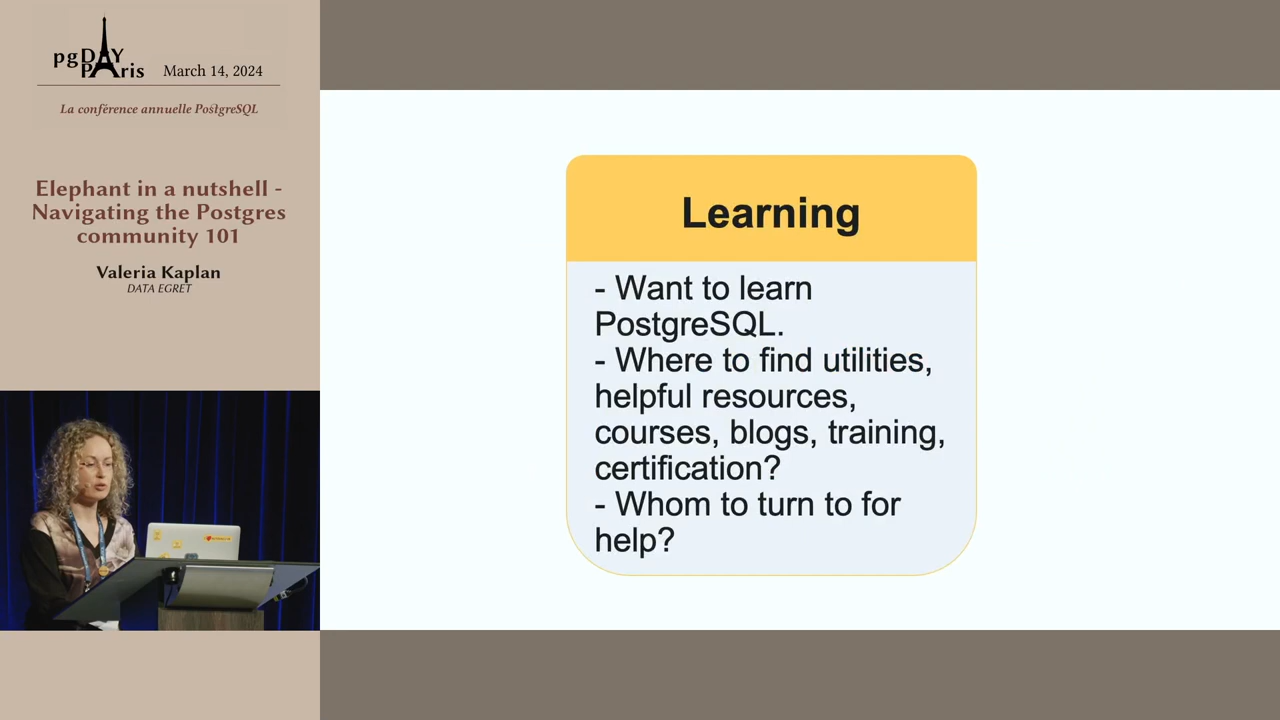 pgDAY
PAris
March 14, 2024
La conférence annuelle PostgreSQL
Elephant in a nutshell -
Navigating the Postgres
community 101
Valeria Kaplan
DATA EGRET
Learning
- Want to learn
PostgreSQL.
- Where to find utilities,
helpful resources,
courses, blogs, training,
certification?
- Whom to turn to for
help?